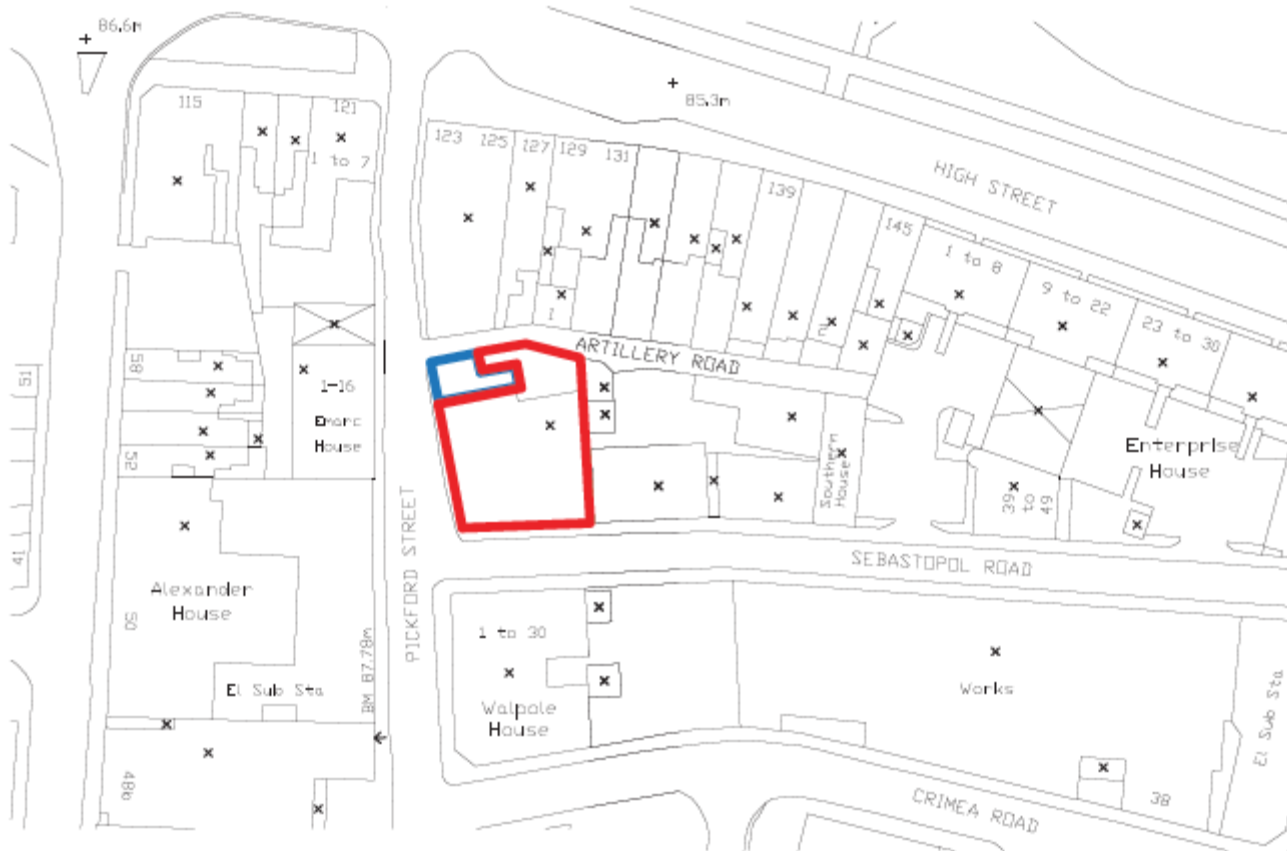 86.6m
85.3m
115
121
1 to 7
123
125
127
129
131
139
145
HIGH STREET
1 to 8
9 to 22
23 to 30
1
2
ARTILLERY ROAD
58
51
1-16
Emarc
House
52
Southern
House
Enterprise
House
39
to
49
41
PICKFORD STREET
SEBASTOPOL ROAD
Alexander
House
50
1 to 30
El Sub Sta
BM 87.78m
Walpole
House
Works
El Sub Sta
48b
38
CRIMEA ROAD